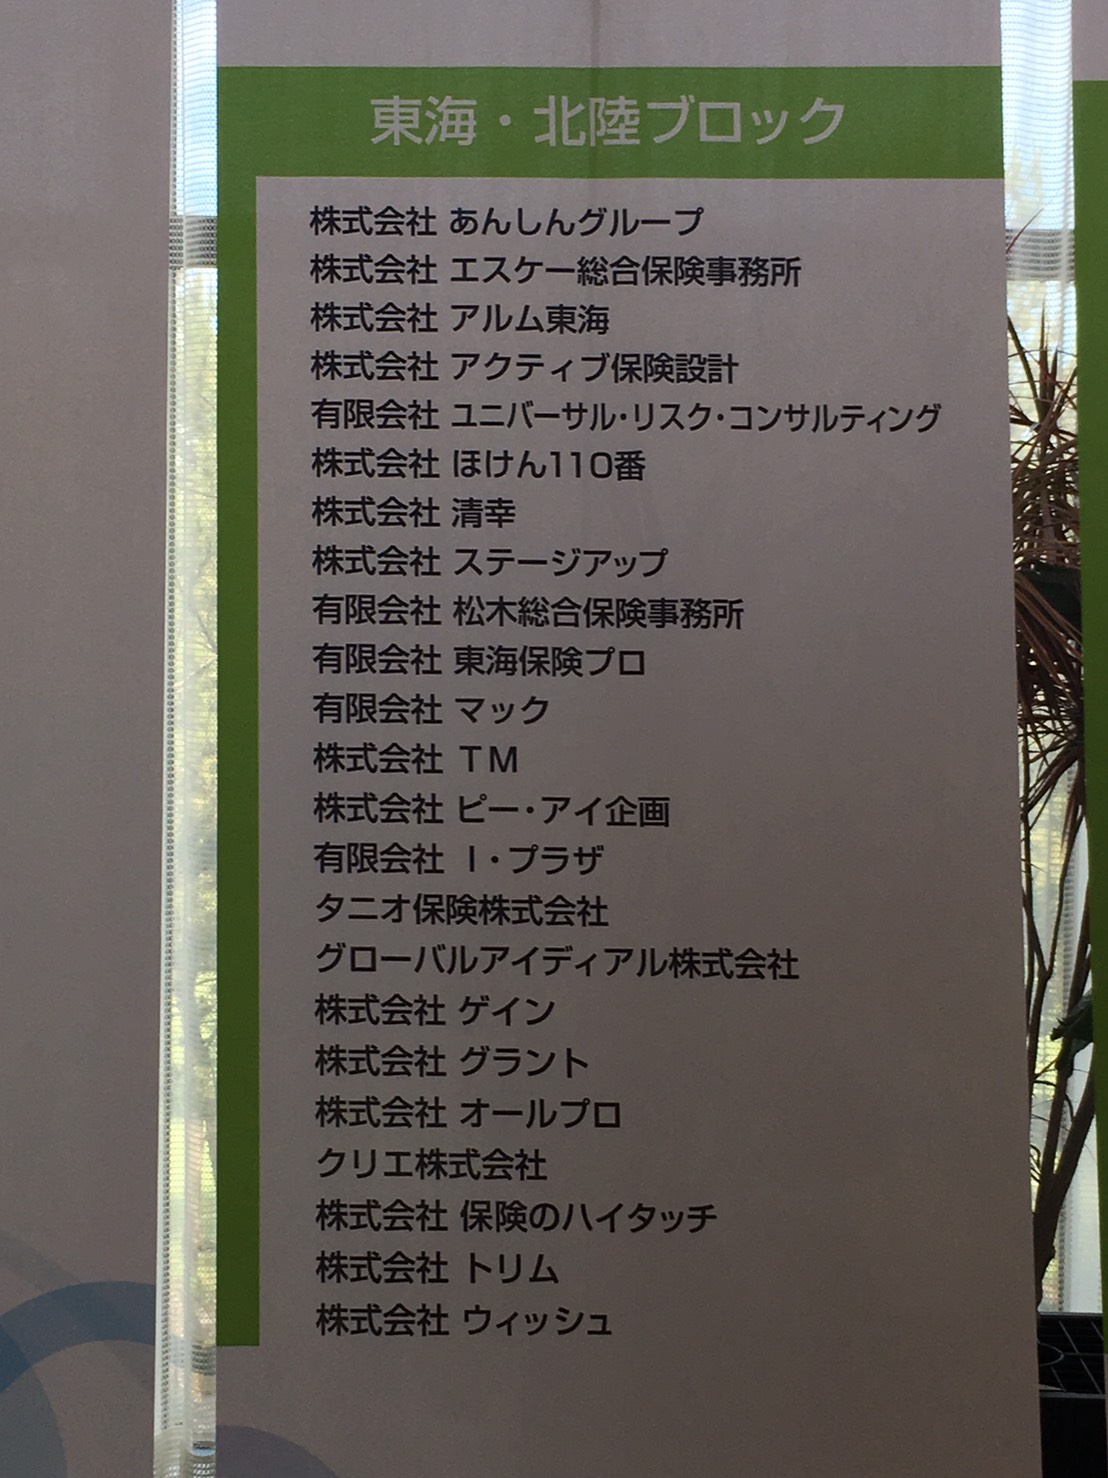 東海・北陸ブロック
株式会社 あんしんグループ
株式会社 エスケー総合保険事務所
株式会社 アルム東海
株式会社 アクティブ保険設計
有限会社 ユニバーサル・リスク・コンサルティング
株式会社 ほけん110番
株式会社 清幸
株式会社 ステージアップ
有限会社 松木総合保険事務所
有限会社 東海保険プロ
有限会社 マック
株式会社 TM
株式会社 ピー・アイ企画
有限会社 I・プラザ
タニオ保険株式会社
グローバルアイディアル株式会社
株式会社 ゲイン
株式会社 グラント
株式会社 オールプロ
クリエ株式会社
株式会社 保険のハイタッチ
株式会社 トリム
株式会社 ウィッシュ